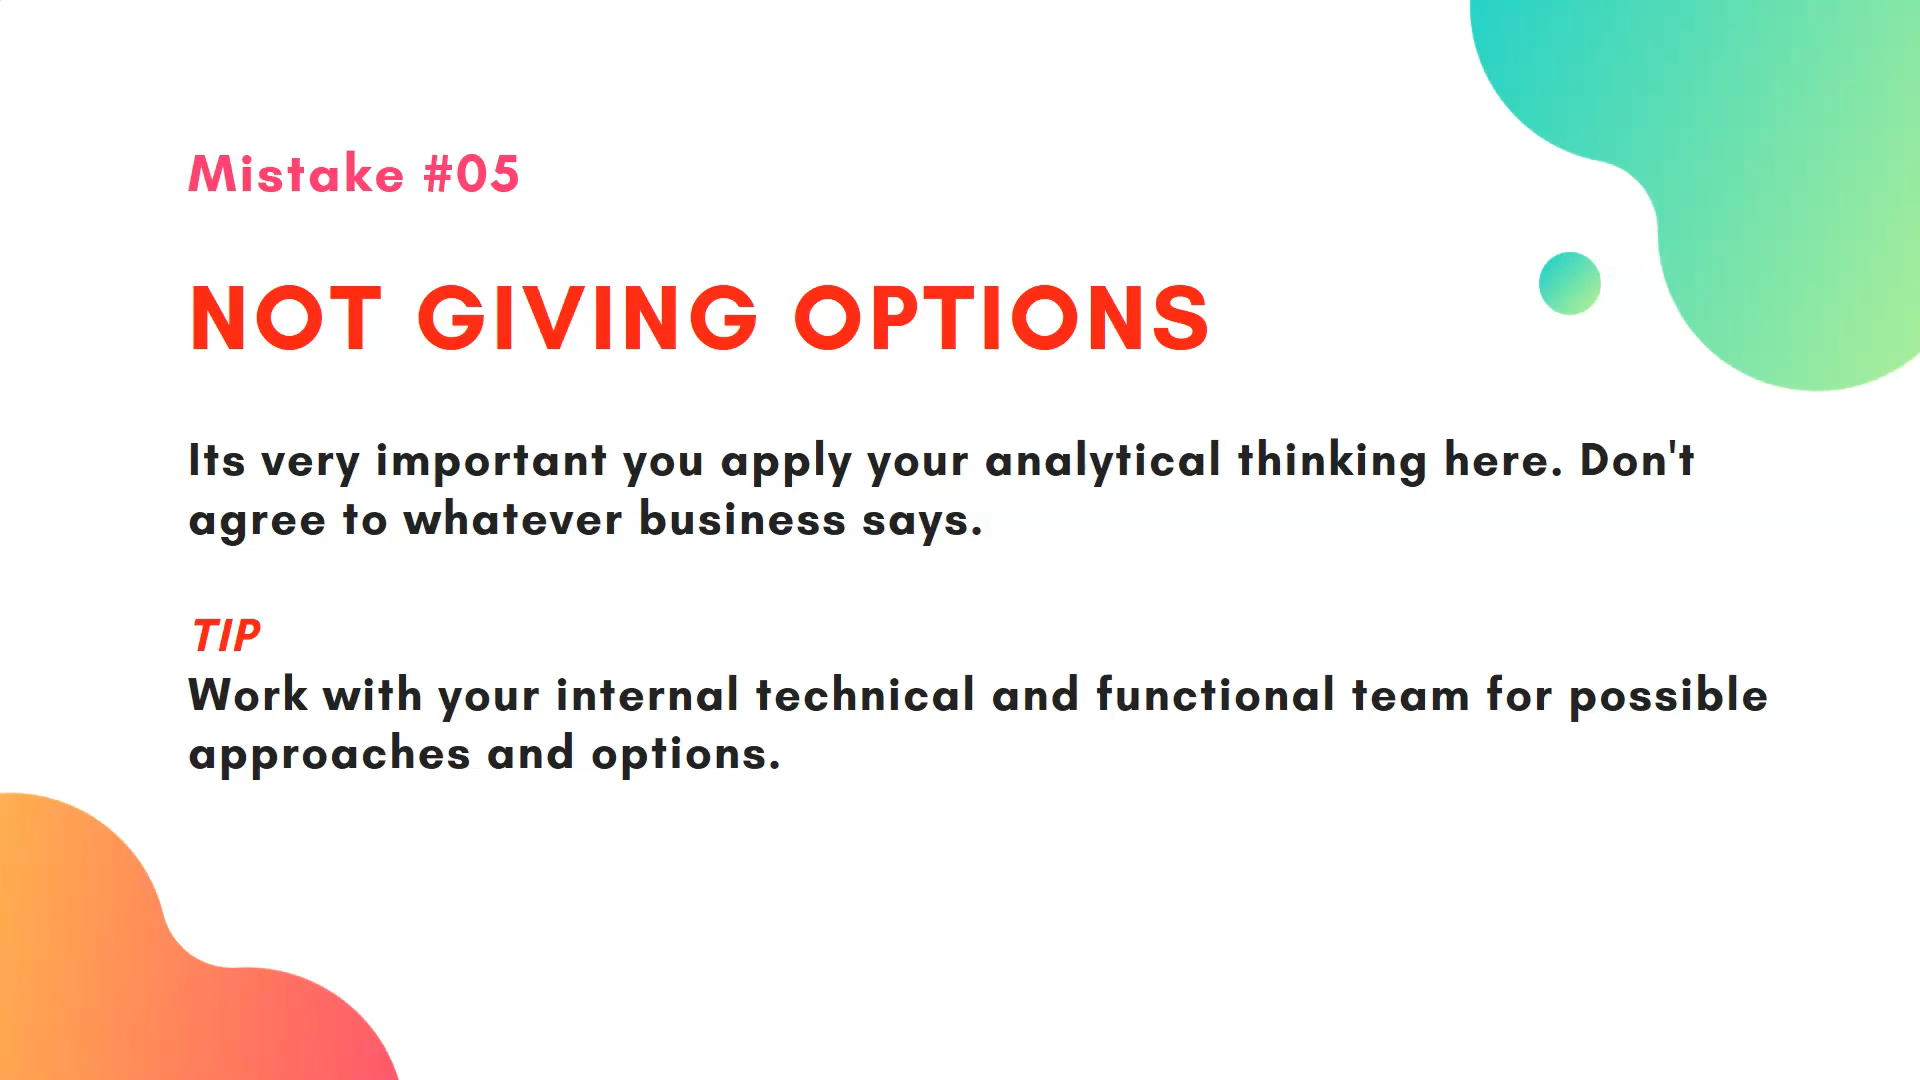 Mistake #05
NOT GIVING OPTIONS
Its very important you apply your analytical thinking here. Don't
agree to whatever business says.
TIP
Work with your internal technical and functional team for possible
approaches and options.